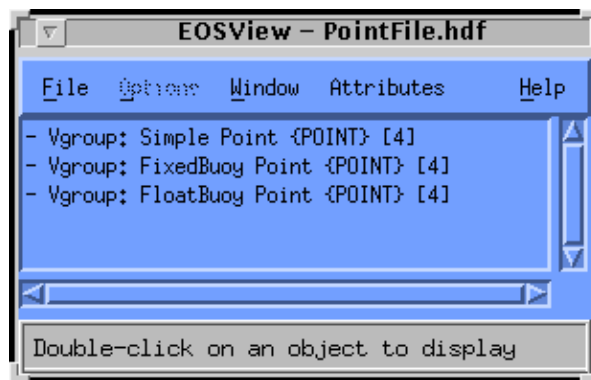 EOSView – PointFile.hdf
File Options Window Attributes Help
- Vgroup: Simple Point {POINT} [4]
- Vgroup: FixedBuoy Point {POINT} [4]
- Vgroup: FloatBuoy Point {POINT} [4]
Double-click on an object to display